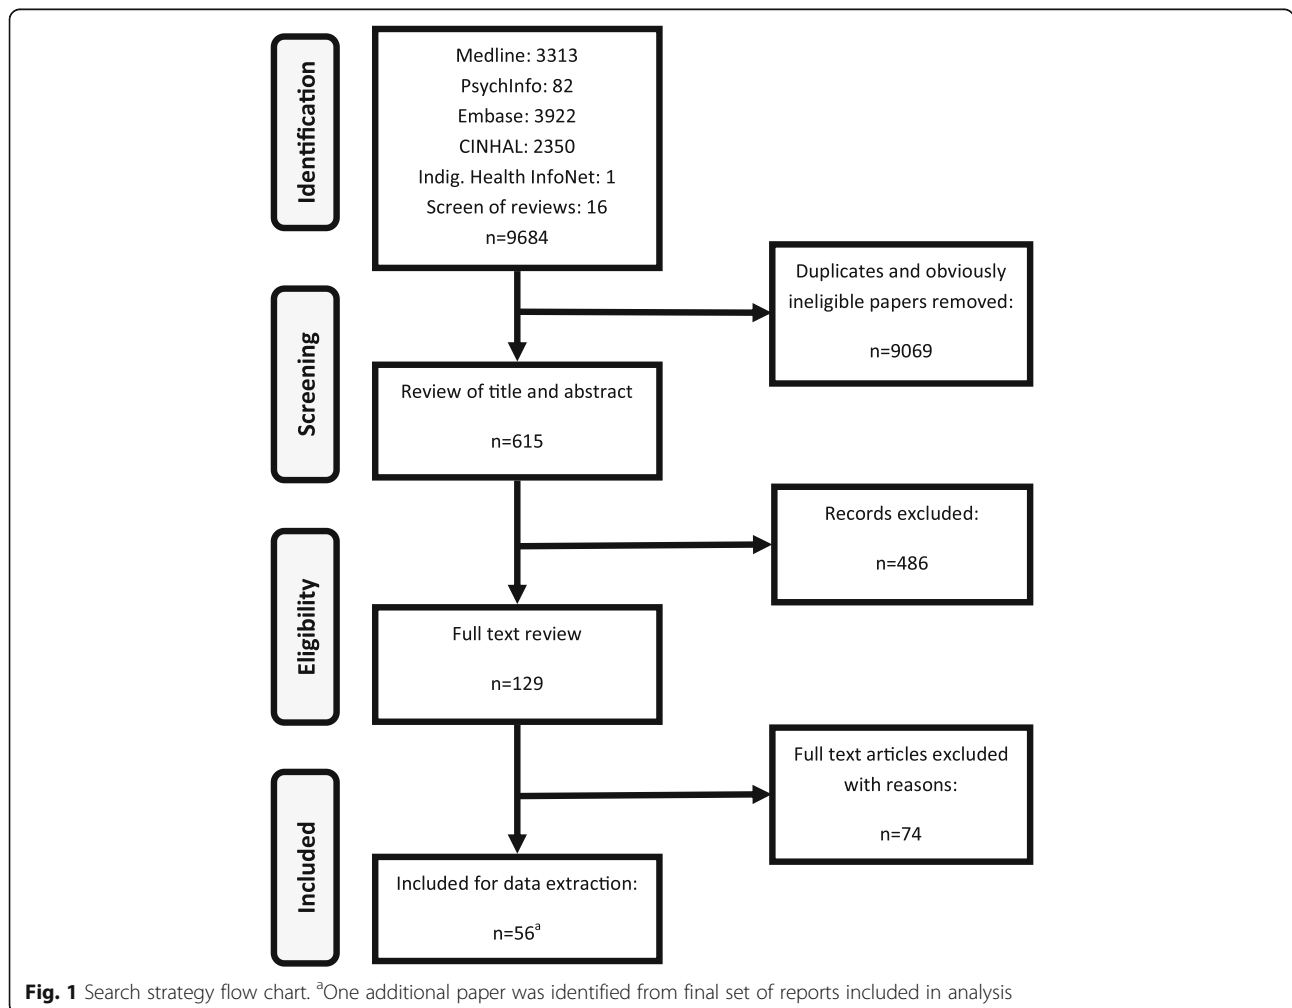 Identification
Medline: 3313
PsychInfo: 82
Embase: 3922
CINHAL: 2350
Indig. Health InfoNet: 1
Screen of reviews: 16
n=9684
Duplicates and obviously
ineligible papers removed:
n=9069
Screening
Review of title and abstract
n=615
Records excluded:
n=486
Eligibility
Full text review
n=129
Full text articles excluded
with reasons:
n=74
Included
Included for data extraction:
n=56ᵃ
Fig. 1 Search strategy flow chart. ᵃOne additional paper was identified from final set of reports included in analysis